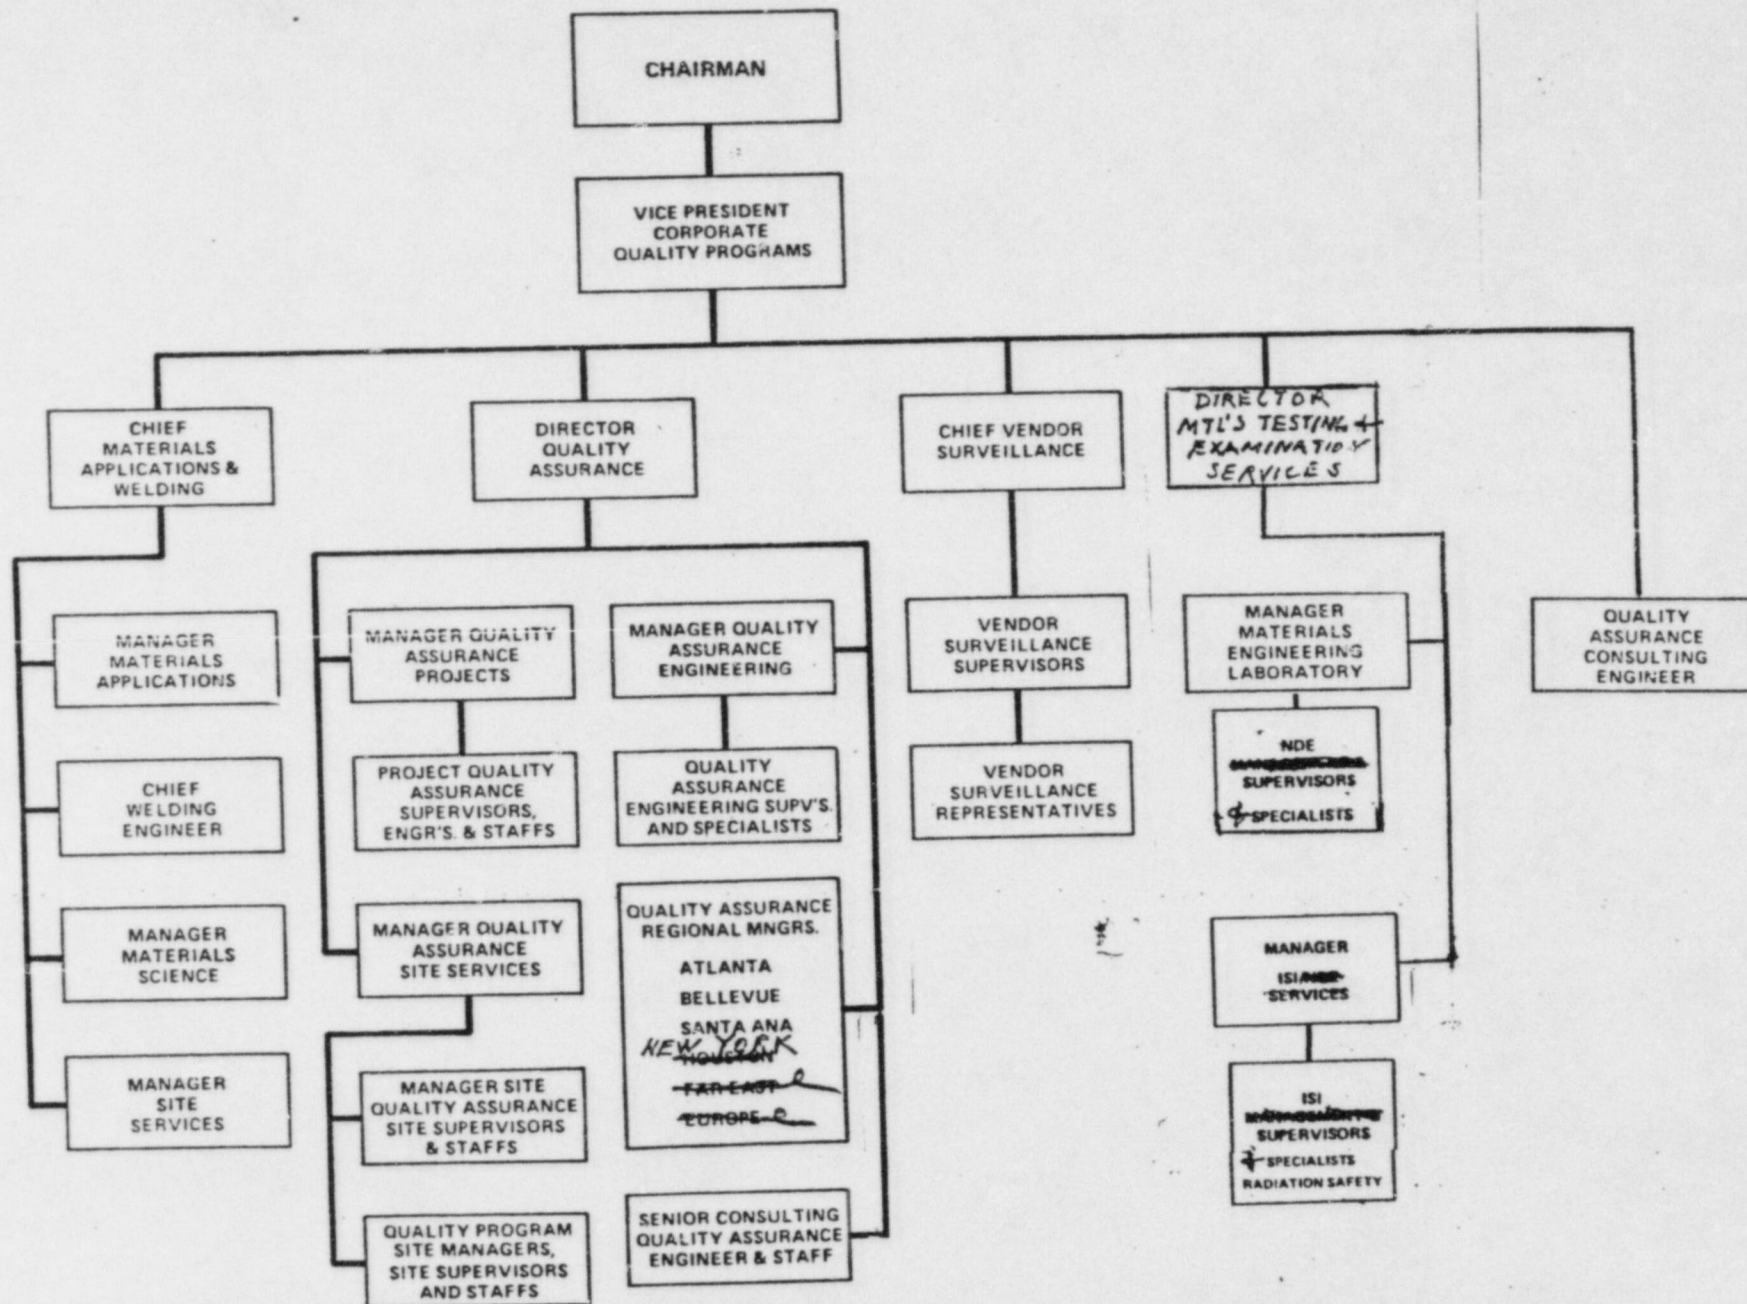 CHAIRMAN
VICE PRESIDENT
CORPORATE
QUALITY PROGRAMS
CHIEF
MATERIALS
APPLICATIONS &
WELDING
DIRECTOR
QUALITY
ASSURANCE
CHIEF VENDOR
SURVEILLANCE
DIRECTOR
MTL'S TESTING &
EXAMINATION
SERVICES
MANAGER
MATERIALS
APPLICATIONS
CHIEF
WELDING
ENGINEER
MANAGER
MATERIALS
SCIENCE
MANAGER
SITE
SERVICES
MANAGER QUALITY
ASSURANCE
PROJECTS
PROJECT QUALITY
ASSURANCE
SUPERVISORS,
ENGR'S. & STAFFS
MANAGER QUALITY
ASSURANCE
SITE SERVICES
MANAGER SITE
QUALITY ASSURANCE
SITE SUPERVISORS
& STAFFS
QUALITY PROGRAM
SITE MANAGERS,
SITE SUPERVISORS
AND STAFFS
MANAGER QUALITY
ASSURANCE
ENGINEERING
QUALITY
ASSURANCE
ENGINEERING SUPV'S.
AND SPECIALISTS
QUALITY ASSURANCE
REGIONAL MNGRS.
ATLANTA
BELLEVUE
SANTA ANA
NEW YORK
HOUSTON
FAR EAST
EUROPE
SENIOR CONSULTING
QUALITY ASSURANCE
ENGINEER & STAFF
VENDOR
SURVEILLANCE
SUPERVISORS
VENDOR
SURVEILLANCE
REPRESENTATIVES
MANAGER
MATERIALS
ENGINEERING
LABORATORY
NDE
SUPERVISORS
& SPECIALISTS
MANAGER
ISI
SERVICES
ISI
SUPERVISORS
& SPECIALISTS
RADIATION SAFETY
QUALITY
ASSURANCE
CONSULTING
ENGINEER